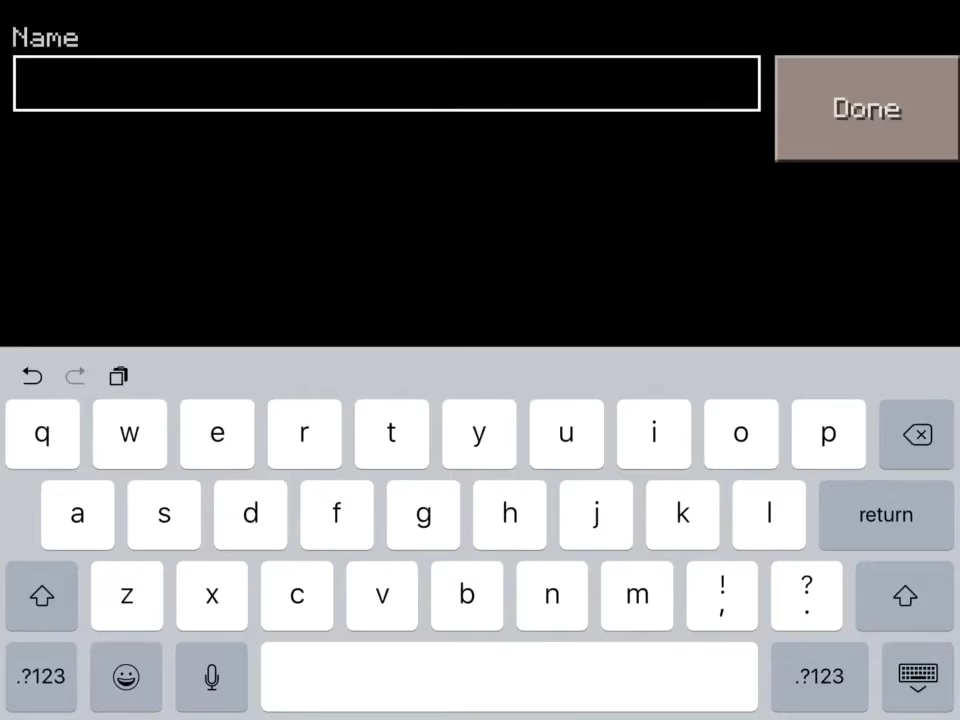 Name
Done
q w e r t y u i o p
a s d f g h j k l return
z x c v b n m ! , ? .
.?123 .?123